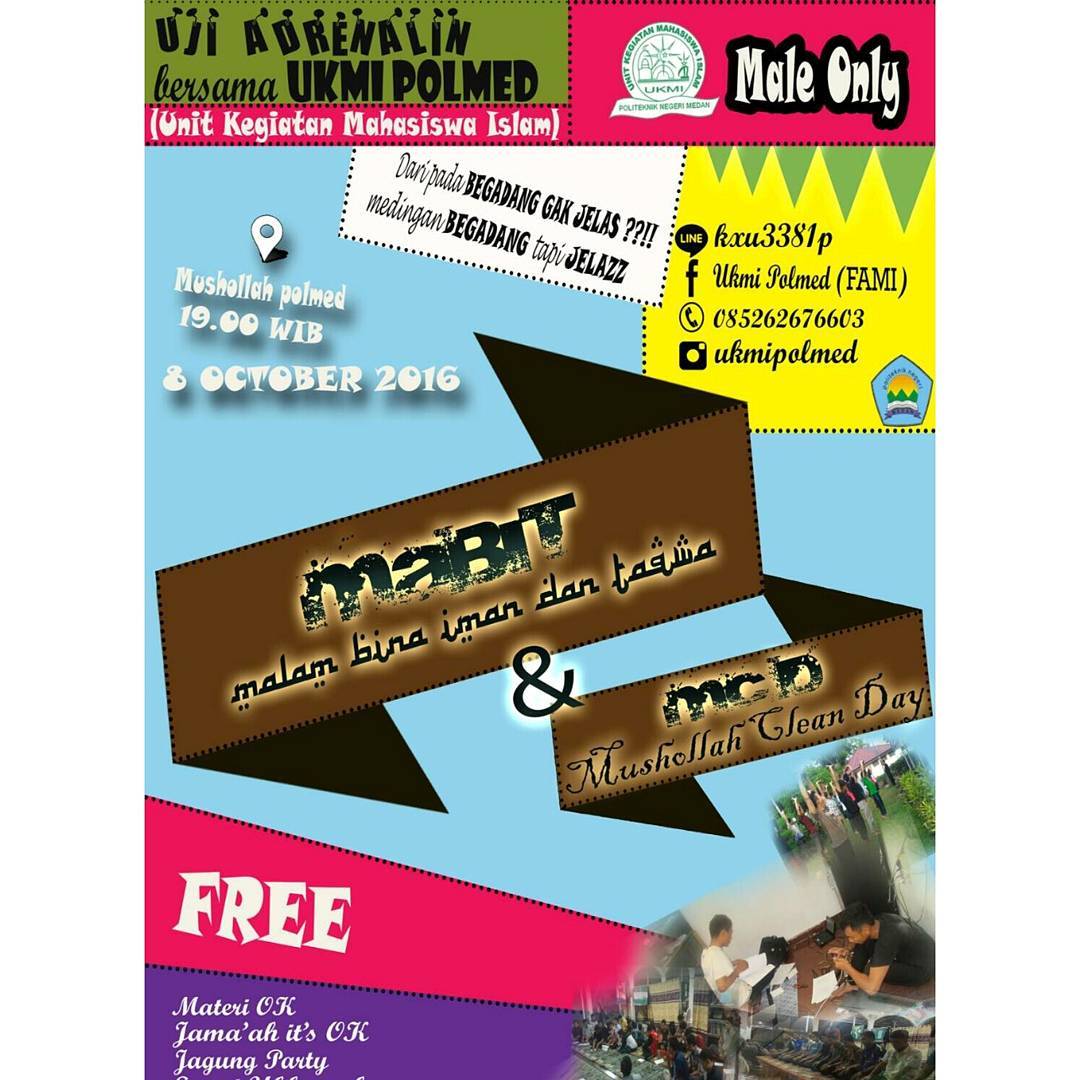 UJI ADRENALIN
bersama UKMI POLMED
(Unit Kegiatan Mahasiswa Islam)
UNIT KEGIATAN MAHASISWA ISLAM
UKMI
POLITEKNIK NEGERI MEDAN
Male Only
Dari pada BEGADANG GAK JELAS ??!!
medingan BEGADANG tapi JELAZZ
Mushollah polmed
19.00 WIB
8 OCTOBER 2016
LINE kxu3381p
f Ukmi Polmed (FAMI)
085262676603
ukmipolmed
politeknik negeri
MaBIT
malam bina iman dan taqwa
&
McD
Mushollah Clean Day
FREE
Materi OK
Jama'ah it's OK
Jagung Party